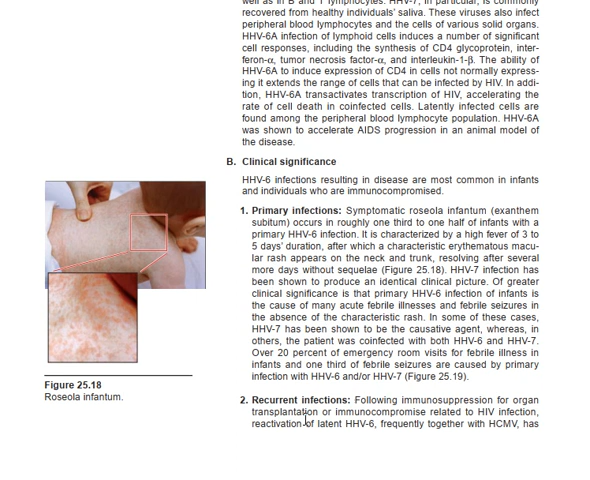 well as in B and T lymphocytes. HHV-7, in particular, is commonly
recovered from healthy individuals' saliva. These viruses also infect
peripheral blood lymphocytes and the cells of various solid organs.
HHV-6A infection of lymphoid cells induces a number of significant
cell responses, including the synthesis of CD4 glycoprotein, inter-
feron-α, tumor necrosis factor-α, and interleukin-1-β. The ability of
HHV-6A to induce expression of CD4 in cells not normally express-
ing it extends the range of cells that can be infected by HIV. In addi-
tion, HHV-6A transactivates transcription of HIV, accelerating the
rate of cell death in coinfected cells. Latently infected cells are
found among the peripheral blood lymphocyte population. HHV-6A
was shown to accelerate AIDS progression in an animal model of
the disease.
B. Clinical significance
HHV-6 infections resulting in disease are most common in infants
and individuals who are immunocompromised.
1. Primary infections: Symptomatic roseola infantum (exanthem
subitum) occurs in roughly one third to one half of infants with a
primary HHV-6 infection. It is characterized by a high fever of 3 to
5 days' duration, after which a characteristic erythematous macu-
lar rash appears on the neck and trunk, resolving after several
more days without sequelae (Figure 25.18). HHV-7 infection has
been shown to produce an identical clinical picture. Of greater
clinical significance is that primary HHV-6 infection of infants is
the cause of many acute febrile illnesses and febrile seizures in
the absence of the characteristic rash. In some of these cases,
HHV-7 has been shown to be the causative agent, whereas, in
others, the patient was coinfected with both HHV-6 and HHV-7.
Over 20 percent of emergency room visits for febrile illness in
infants and one third of febrile seizures are caused by primary
infection with HHV-6 and/or HHV-7 (Figure 25.19).
2. Recurrent infections: Following immunosuppression for organ
transplantation or immunocompromise related to HIV infection,
reactivation of latent HHV-6, frequently together with HCMV, has
Figure 25.18
Roseola infantum.